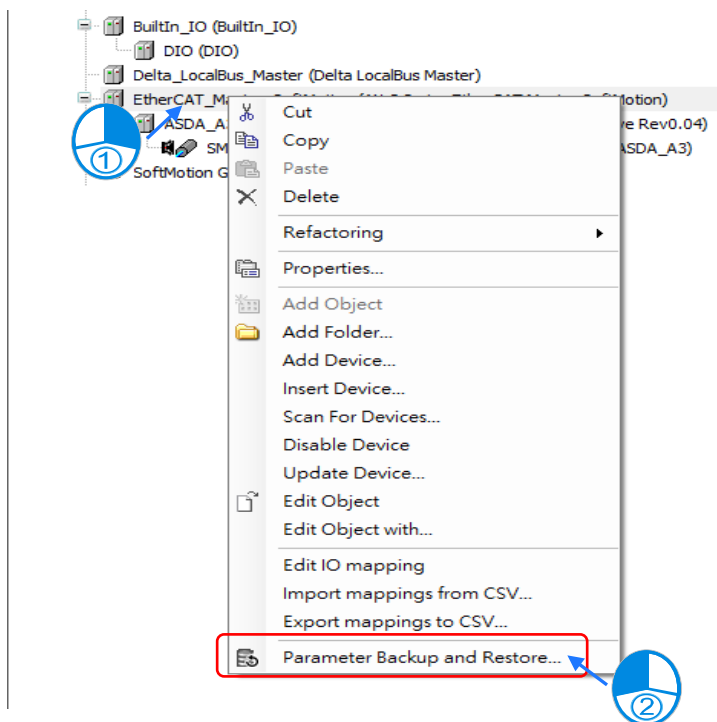 BuiltIn_IO (BuiltIn_IO)
DIO (DIO)
Delta_LocalBus_Master (Delta LocalBus Master)
EtherCAT_Ma
ASDA_A
ve Rev0.04)
SM
ASDA_A3)
SoftMotion G
Cut
Copy
Paste
Delete
Refactoring
Properties...
Add Object
Add Folder...
Add Device...
Insert Device...
Scan For Devices...
Disable Device
Update Device...
Edit Object
Edit Object with...
Edit IO mapping
Import mappings from CSV...
Export mappings to CSV...
Parameter Backup and Restore...
①
②